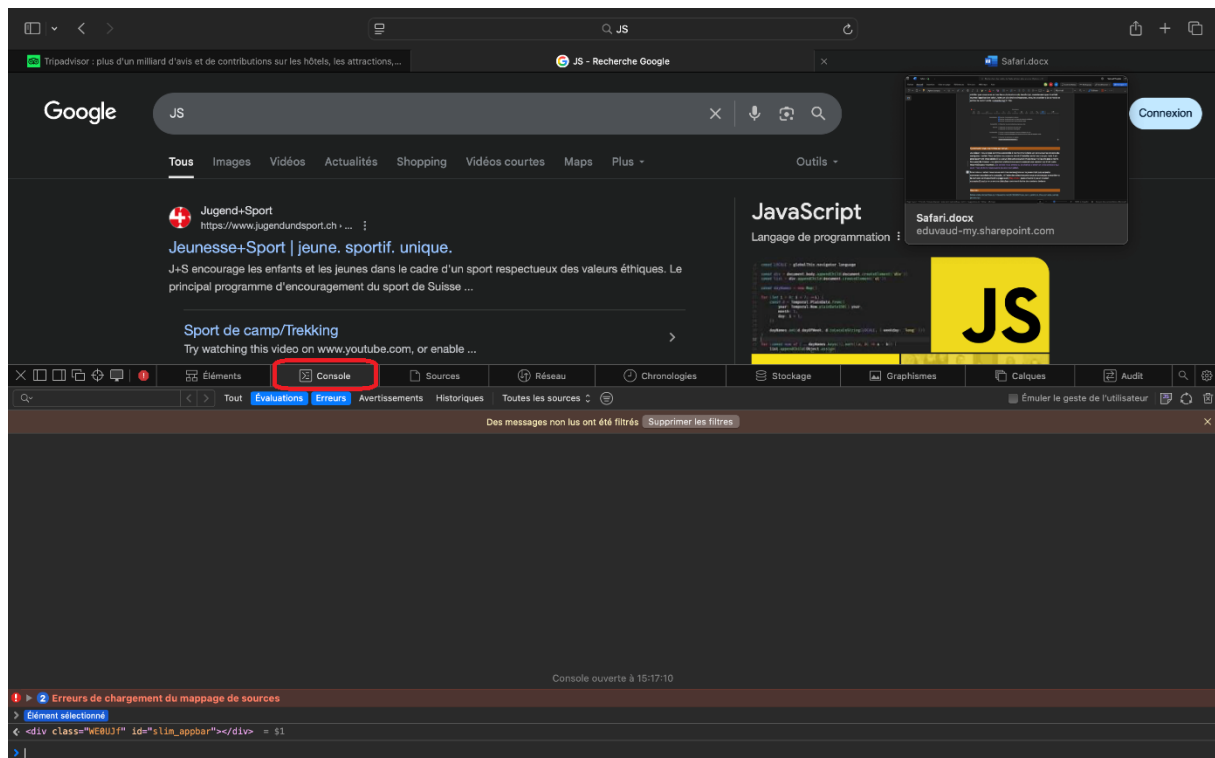 JS
Tripadvisor : plus d'un milliard d'avis et de contributions sur les hôtels, les attractions,...
JS - Recherche Google
Safari.docx
Google
JS
Connexion
Tous Images Actualités Shopping Vidéos courtes Vidéos Plus
Outils
Safari.docx
eduvaud-my.sharepoint.com
Jugend+Sport
https://www.jugendundsport.ch › ...
Jeunesse+Sport | jeune. sportif. unique.
J+S encourage les enfants et les jeunes dans le cadre d'un sport respectueux des valeurs éthiques. Le
principal programme d'encouragement du sport de Suisse ...
Sport de camp/Trekking
Try watching this video on www.youtube.com, or enable ...
JavaScript
Langage de programmation
JS
Éléments Console Sources Réseau Chronologies Stockage Graphismes Calques Audit
Tout Évaluations Erreurs Avertissements Historiques Toutes les sources
Émuler le geste de l'utilisateur
Des messages non lus ont été filtrés Supprimer les filtres
Console ouverte à 15:17:10
2 Erreurs de chargement du mappage de sources
Élément sélectionné
<div class="WE0UJf" id="slim_appbar"></div> = $1